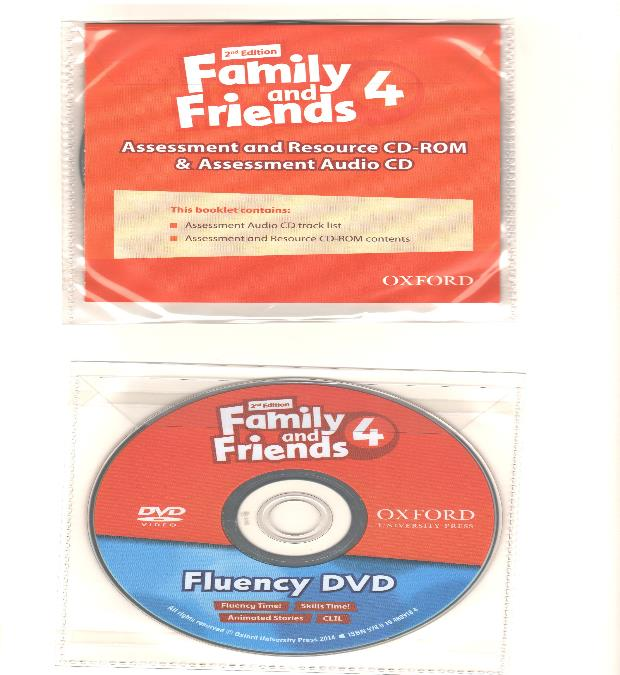 2nd Edition
Family
and
Friends 4
Assessment and Resource CD-ROM
& Assessment Audio CD
This booklet contains:
Assessment Audio CD track list
Assessment and Resource CD-ROM contents
OXFORD
2nd Edition
Family
and
Friends 4
DVD
VIDEO
OXFORD
UNIVERSITY PRESS
Fluency DVD
Fluency Time! Skills Time!
Animated Stories CLIL
All rights reserved © Oxford University Press 2014 ISBN 978 0 19